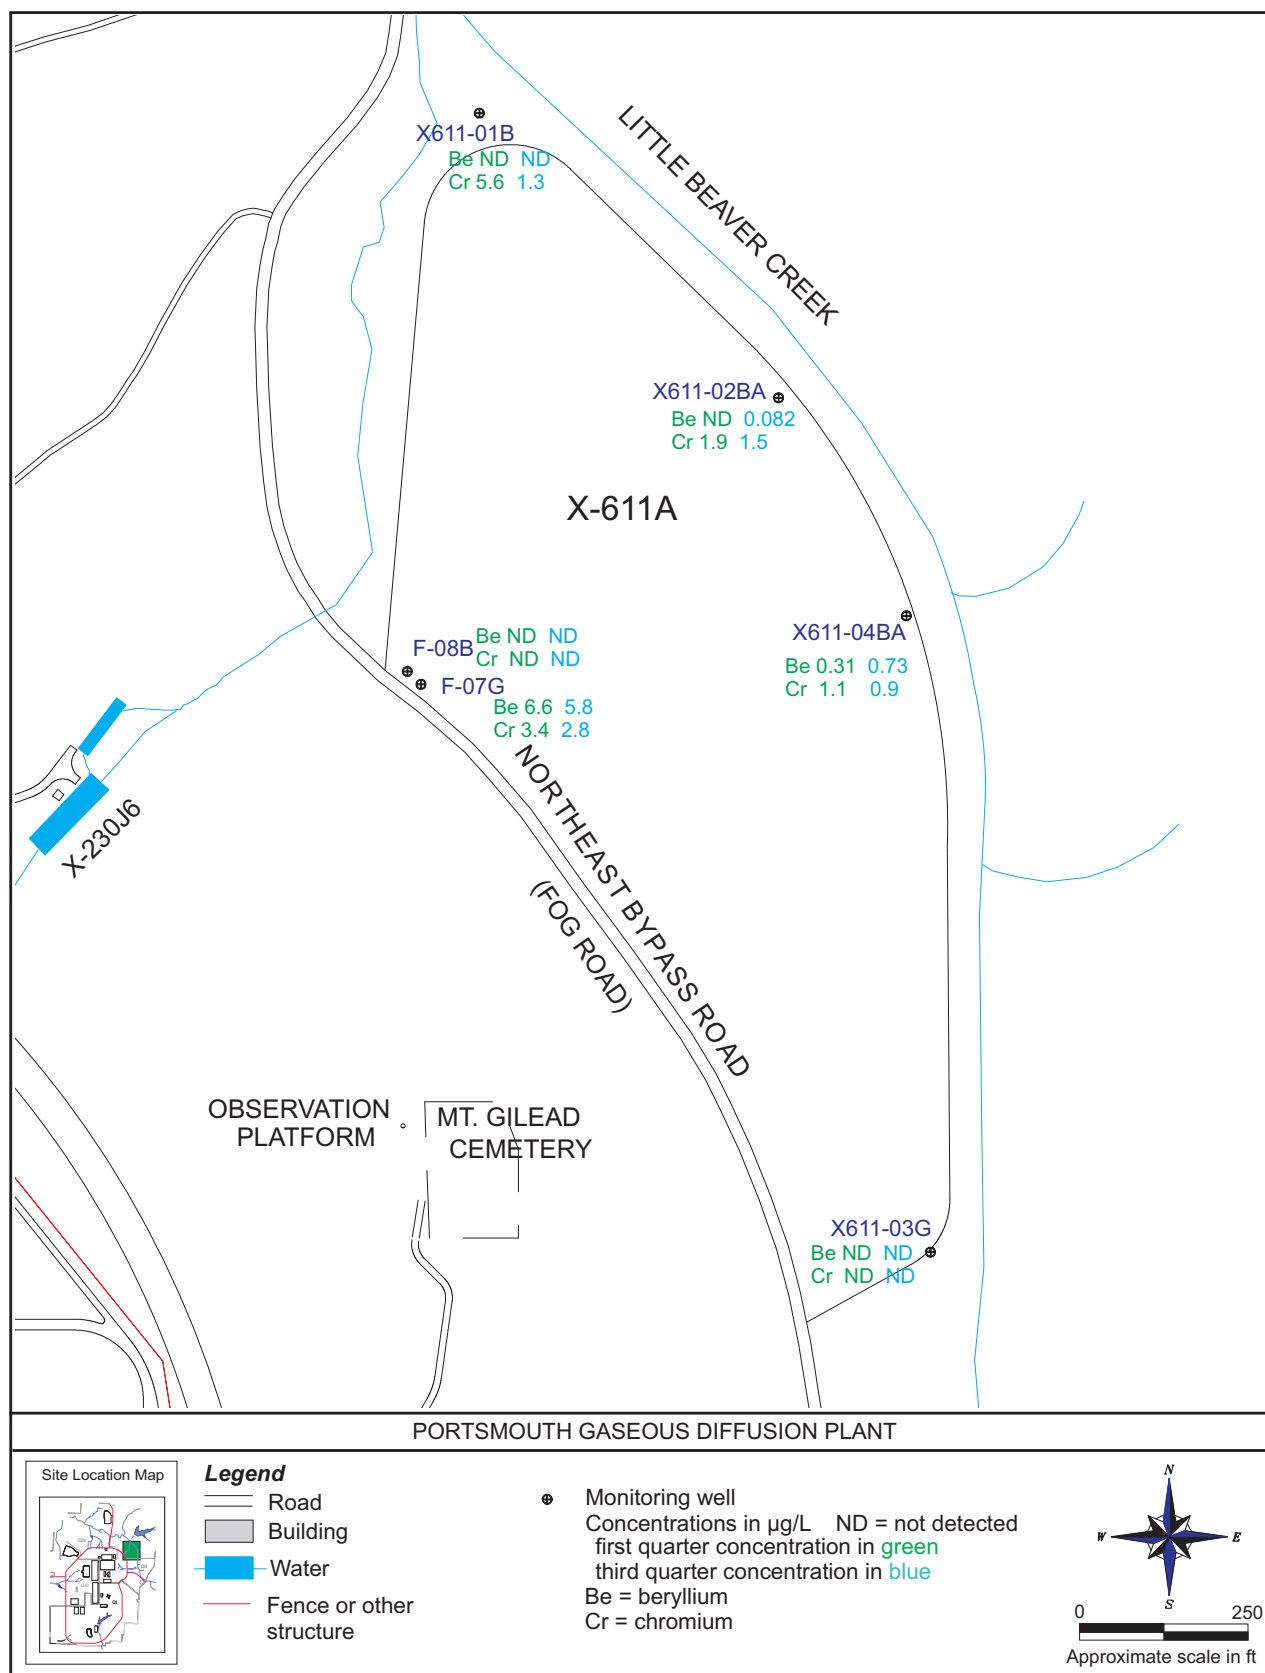 LITTLE BEAVER CREEK
X611-01B
Be ND ND
Cr 5.6 1.3
X611-02BA
Be ND 0.082
Cr 1.9 1.5
X-611A
X611-04BA
Be 0.31 0.73
Cr 1.1 0.9
F-08B
Be ND ND
Cr ND ND
F-07G
Be 6.6 5.8
Cr 3.4 2.8
X-230J6
NORTHEAST BYPASS ROAD
(FOG ROAD)
OBSERVATION
PLATFORM
MT. GILEAD
CEMETERY
X611-03G
Be ND ND
Cr ND ND
PORTSMOUTH GASEOUS DIFFUSION PLANT
Site Location Map
Legend
Road
Building
Water
Fence or other
structure
Monitoring well
Concentrations in µg/L ND = not detected
first quarter concentration in green
third quarter concentration in blue
Be = beryllium
Cr = chromium
N
W E
S
0 250
Approximate scale in ft